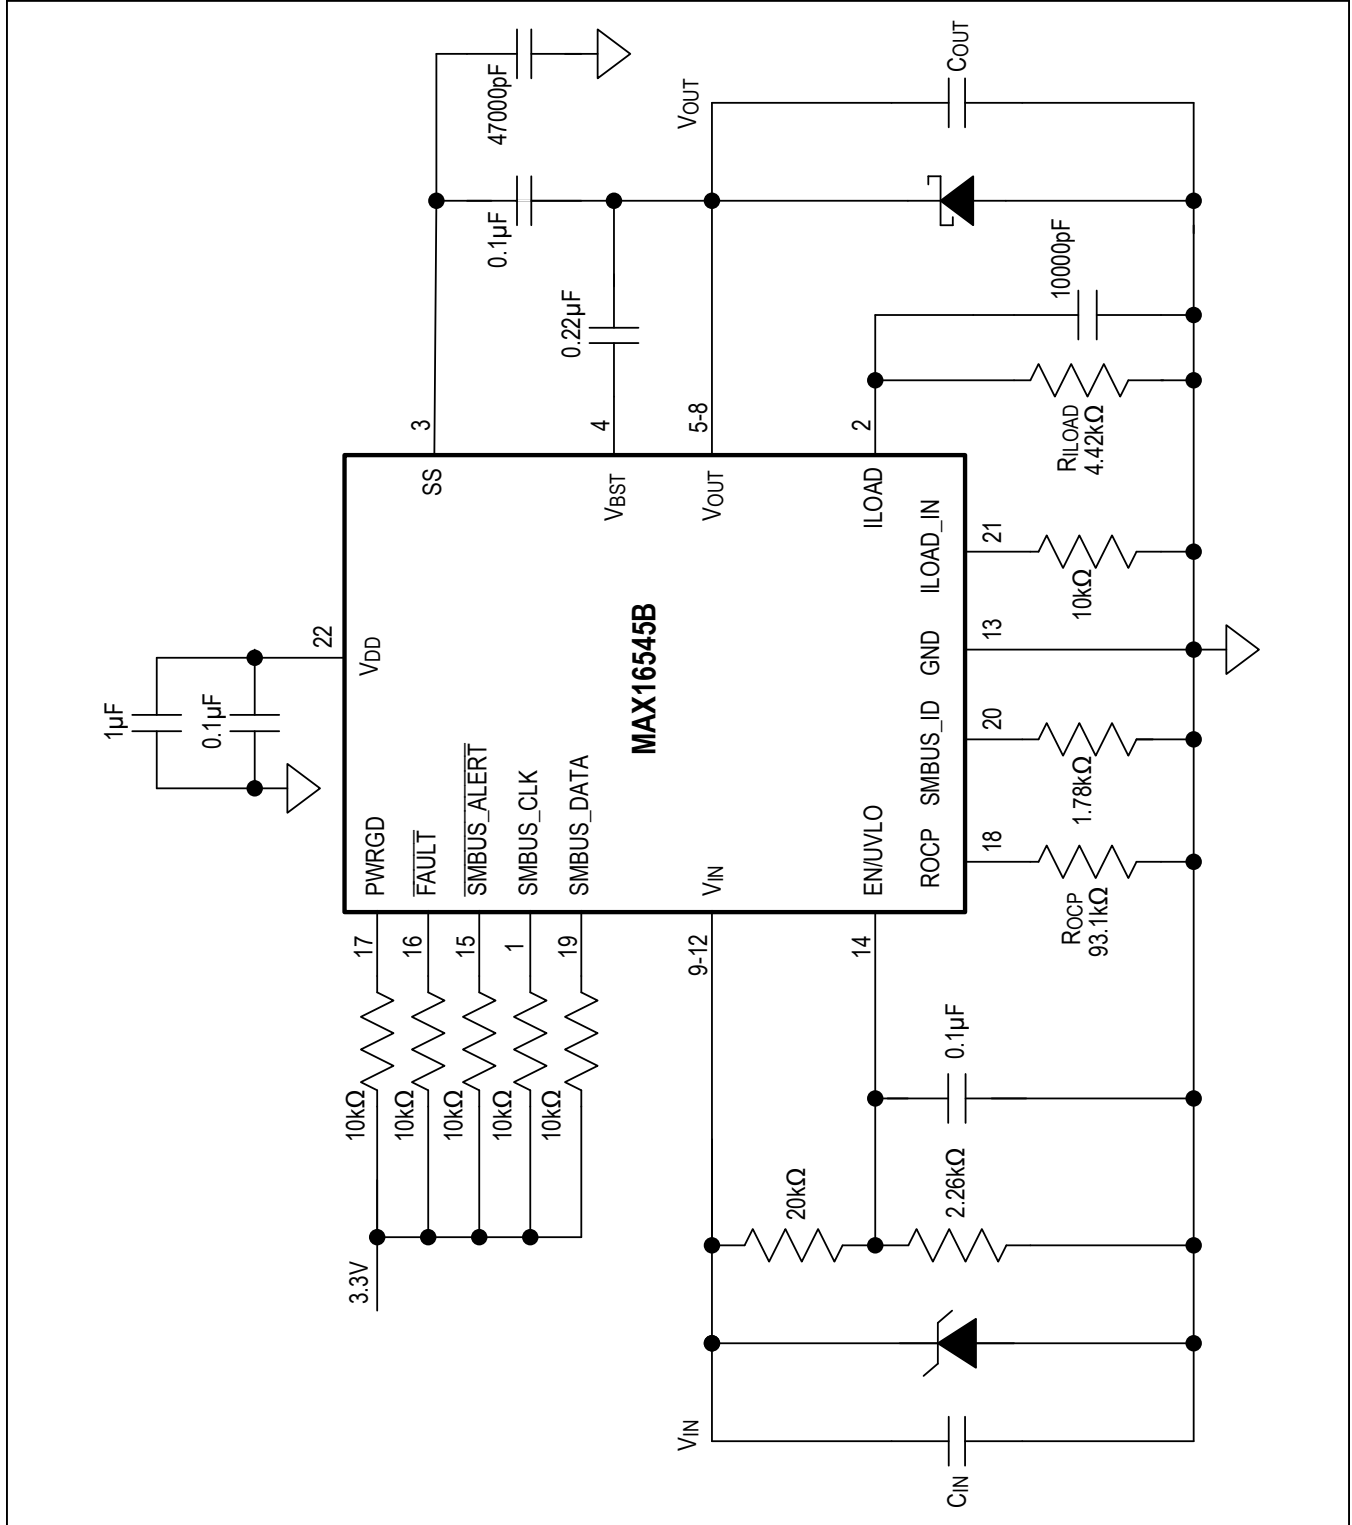 1µF
0.1µF
22
VDD
PWRGD
FAULT
SMBUS_ALERT
SMBUS_CLK
SMBUS_DATA
VIN
EN/UVLO
MAX16545B
SS
VBST
VOUT
ILOAD
ROCP
SMBUS_ID
GND
ILOAD_IN
17
16
15
1
19
9-12
14
3
4
5-8
2
18
20
13
21
3.3V
10kΩ
10kΩ
10kΩ
10kΩ
10kΩ
47000pF
0.1µF
0.22µF
VOUT
COUT
10000pF
RILOAD
4.42kΩ
10kΩ
1.78kΩ
ROCP
93.1kΩ
0.1µF
20kΩ
2.26kΩ
VIN
CIN